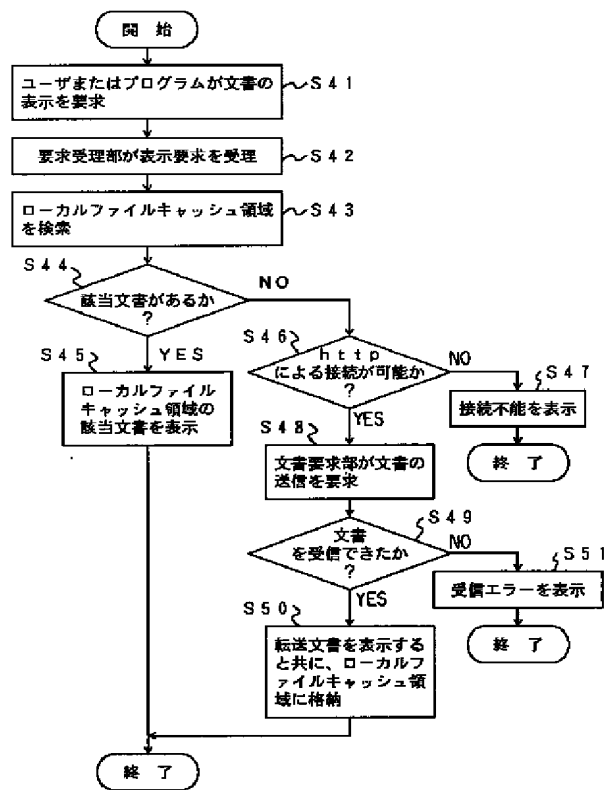 開 始
ユーザまたはプログラムが文書の
表示を要求
S41
要求受理部が表示要求を受理
S42
ローカルファイルキャッシュ領域
を検索
S43
S44
該当文書があるか
?
NO
YES
S45
ローカルファイル
キャッシュ領域の
該当文書を表示
S46
http
による接続が可能か
?
NO
S47
接続不能を表示
終 了
YES
S48
文書要求部が文書の
送信を要求
S49
文書
を受信できたか
?
NO
S51
受信エラーを表示
終 了
YES
S50
転送文書を表示する
と共に、ローカルフ
ァイルキャッシュ領
域に格納
終 了